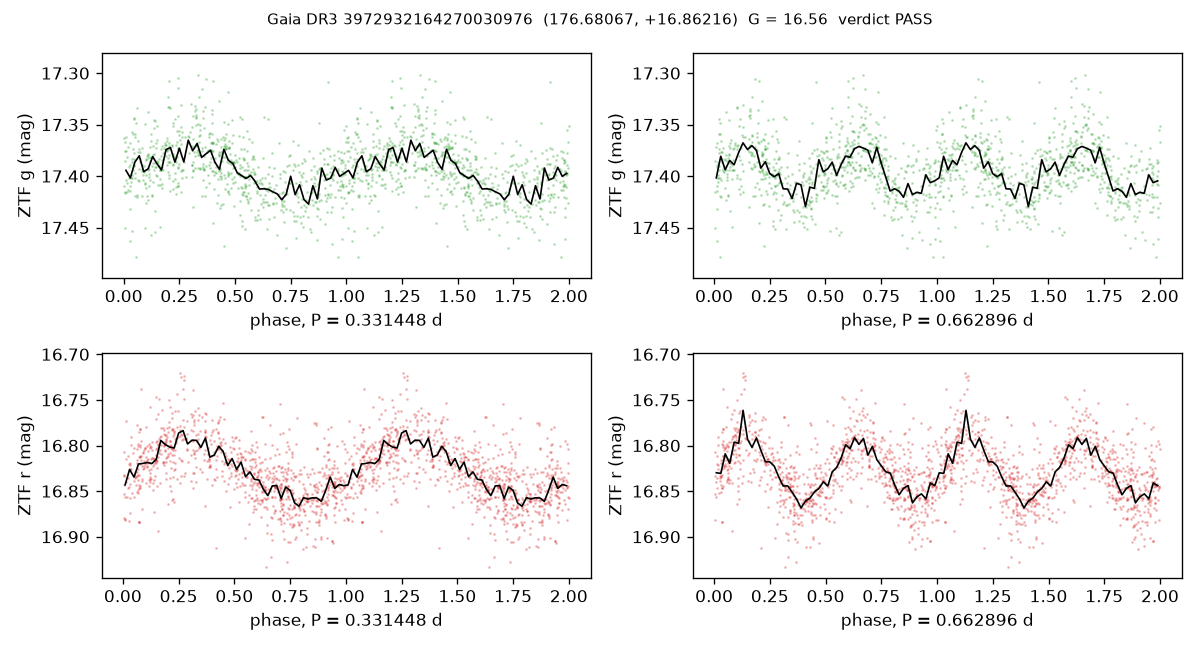 Gaia DR3 3972932164270030976 (176.68067, +16.86216) G = 16.56 verdict PASS
ZTF g (mag)
17.30
17.35
17.40
17.45
0.00 0.25 0.50 0.75 1.00 1.25 1.50 1.75 2.00
phase, P = 0.331448 d
ZTF g (mag)
17.30
17.35
17.40
17.45
0.00 0.25 0.50 0.75 1.00 1.25 1.50 1.75 2.00
phase, P = 0.662896 d
ZTF r (mag)
16.70
16.75
16.80
16.85
16.90
0.00 0.25 0.50 0.75 1.00 1.25 1.50 1.75 2.00
phase, P = 0.331448 d
ZTF r (mag)
16.70
16.75
16.80
16.85
16.90
0.00 0.25 0.50 0.75 1.00 1.25 1.50 1.75 2.00
phase, P = 0.662896 d